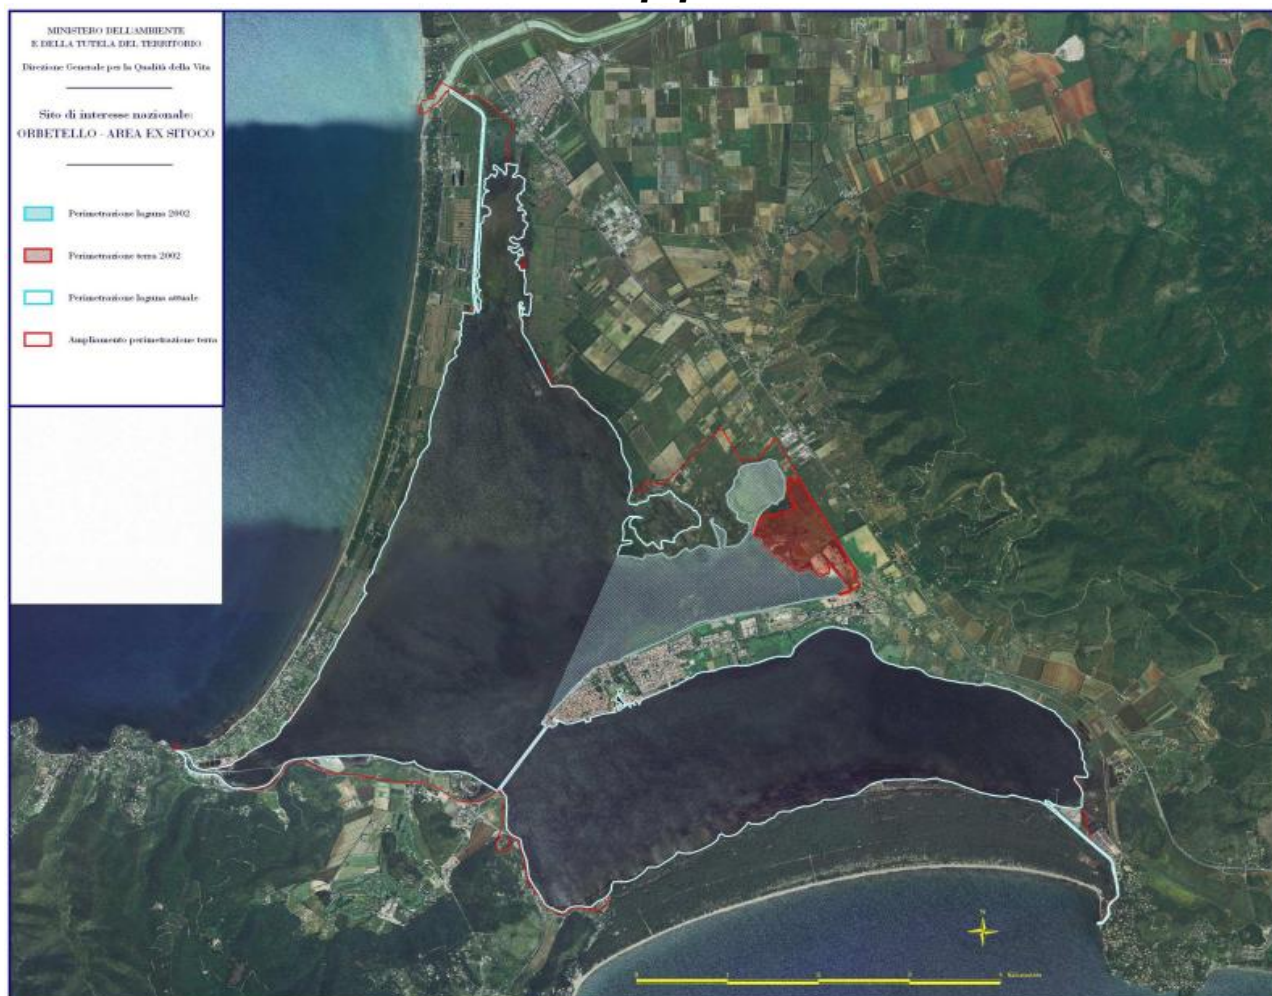 MINISTERO DELL'AMBIENTE
E DELLA TUTELA DEL TERRITORIO
Direzione Generale per la Qualità della Vita
Sito di interesse nazionale:
ORBETELLO - AREA EX SITOCO
Perimetrazione laguna 2002
Perimetrazione terra 2002
Perimetrazione laguna attuale
Ampliamento perimetrazione terra